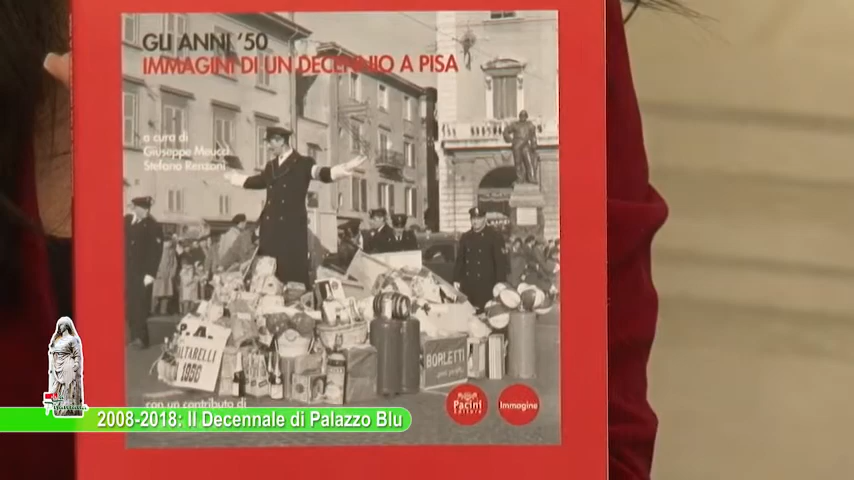 GLI ANNI '50
IMMAGINI DI UN DECENNIO A PISA
a cura di
Giuseppe Meucci
Stefano Renzoni
P.A.
1956
BORLETTI
con un contributo di
Pacini
Editore
Immagine
2008-2018: Il Decennale di Palazzo Blu